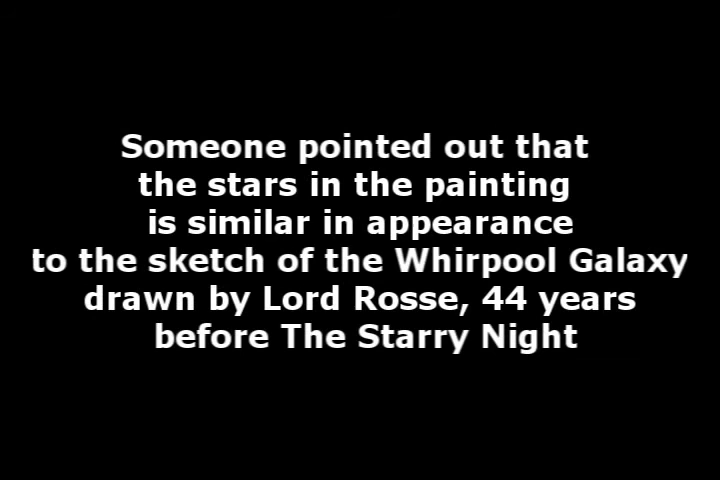 Someone pointed out that
the stars in the painting
is similar in appearance
to the sketch of the Whirpool Galaxy
drawn by Lord Rosse, 44 years
before The Starry Night